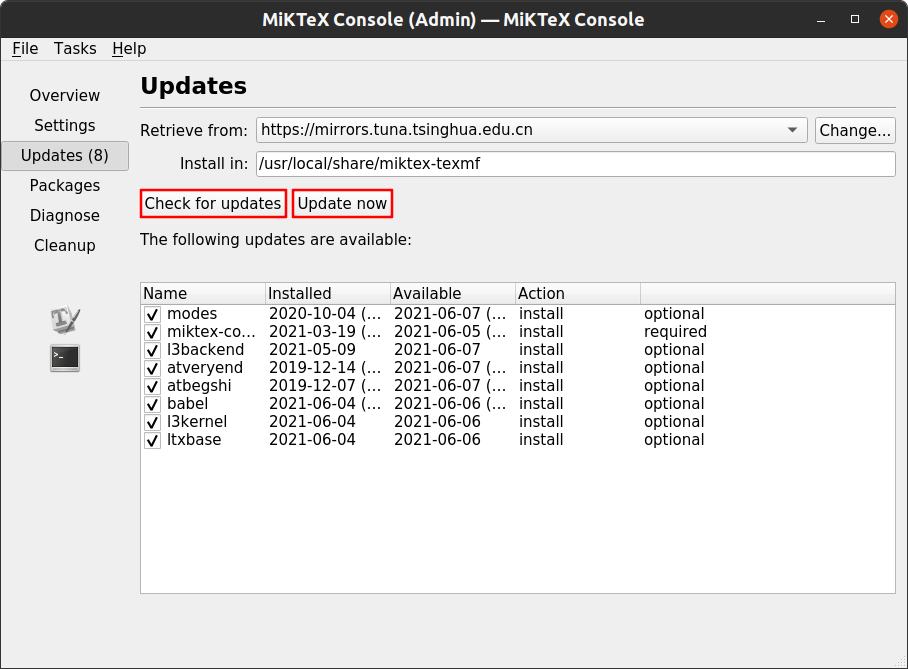 MiKTeX Console (Admin) — MiKTeX Console
File Tasks Help
Updates
Overview
Settings
Updates (8)
Packages
Diagnose
Cleanup
Retrieve from: https://mirrors.tuna.tsinghua.edu.cn Change...
Install in: /usr/local/share/miktex-texmf
Check for updates Update now
The following updates are available:
Name Installed Available Action
modes 2020-10-04 (... 2021-06-07 (... install optional
miktex-co... 2021-03-19 (... 2021-06-05 (... install required
l3backend 2021-05-09 2021-06-07 install optional
atveryend 2019-12-14 (... 2021-06-07 (... install optional
atbegshi 2019-12-07 (... 2021-06-07 (... install optional
babel 2021-06-04 (... 2021-06-06 (... install optional
l3kernel 2021-06-04 2021-06-06 install optional
ltxbase 2021-06-04 2021-06-06 install optional